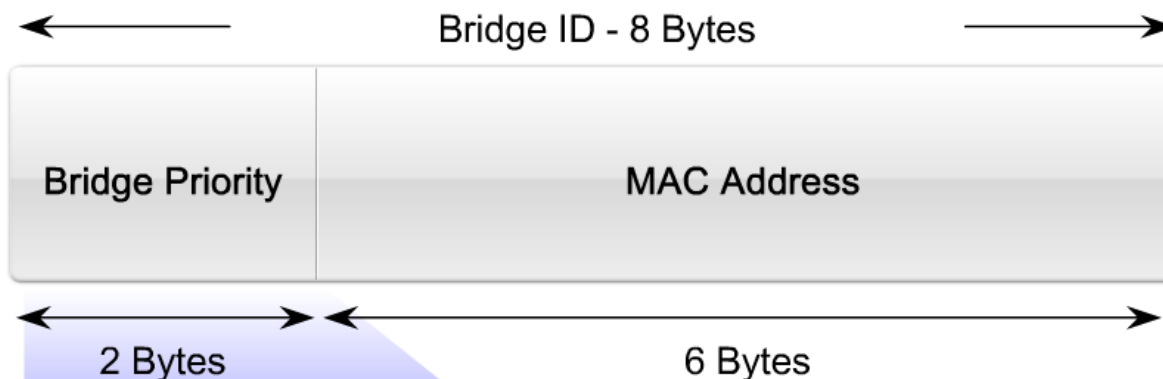 Bridge ID - 8 Bytes
Bridge Priority
MAC Address
2 Bytes
6 Bytes